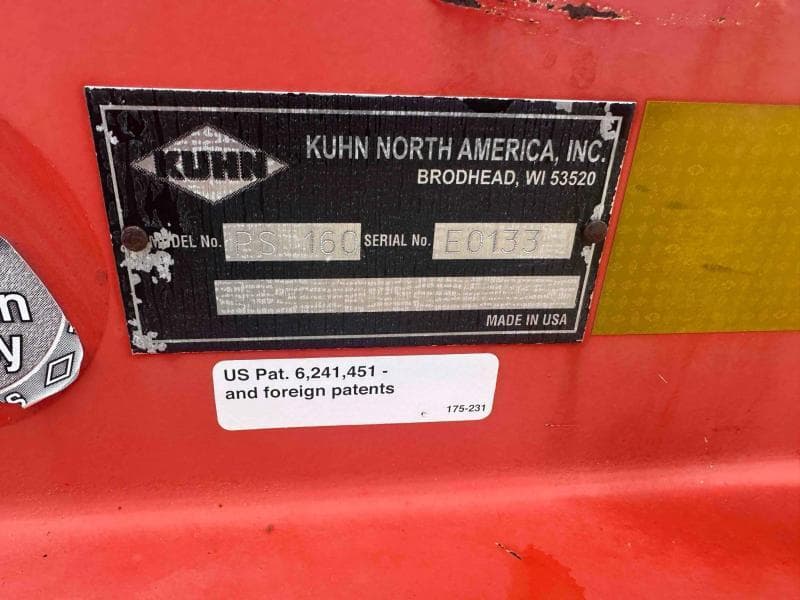 KUHN
KUHN NORTH AMERICA, INC.
BRODHEAD, WI 53520
MODEL No. PS 160 SERIAL No. E0133
MADE IN USA
US Pat. 6,241,451 -
and foreign patents
175-231